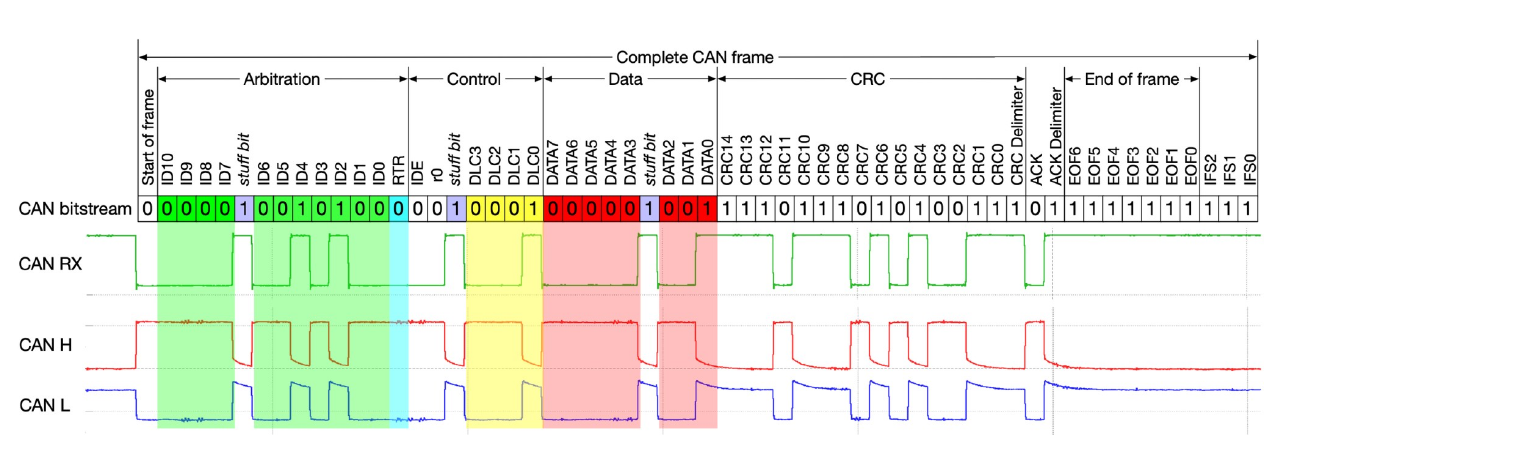 Complete CAN frame
Arbitration Control Data CRC End of frame
Start of frame ID10 ID9 ID8 ID7 stuff bit ID6 ID5 ID4 ID3 ID2 ID1 ID0 RTR IDE r0 stuff bit DLC3 DLC2 DLC1 DLC0 DATA7 DATA6 DATA5 DATA4 DATA3 stuff bit DATA2 DATA1 DATA0 CRC14 CRC13 CRC12 CRC11 CRC10 CRC9 CRC8 CRC7 CRC6 CRC5 CRC4 CRC3 CRC2 CRC1 CRC0 CRC Delimiter ACK ACK Delimiter EOF6 EOF5 EOF4 EOF3 EOF2 EOF1 EOF0 IFS2 IFS1 IFS0
CAN bitstream 0 0 0 0 0 1 0 0 1 0 1 0 0 0 0 0 1 0 0 0 1 0 0 0 0 0 1 0 0 1 1 1 1 0 1 1 1 0 1 0 1 0 0 1 1 1 0 1 1 1 1 1 1 1 1 1 1 1
CAN RX
CAN H
CAN L